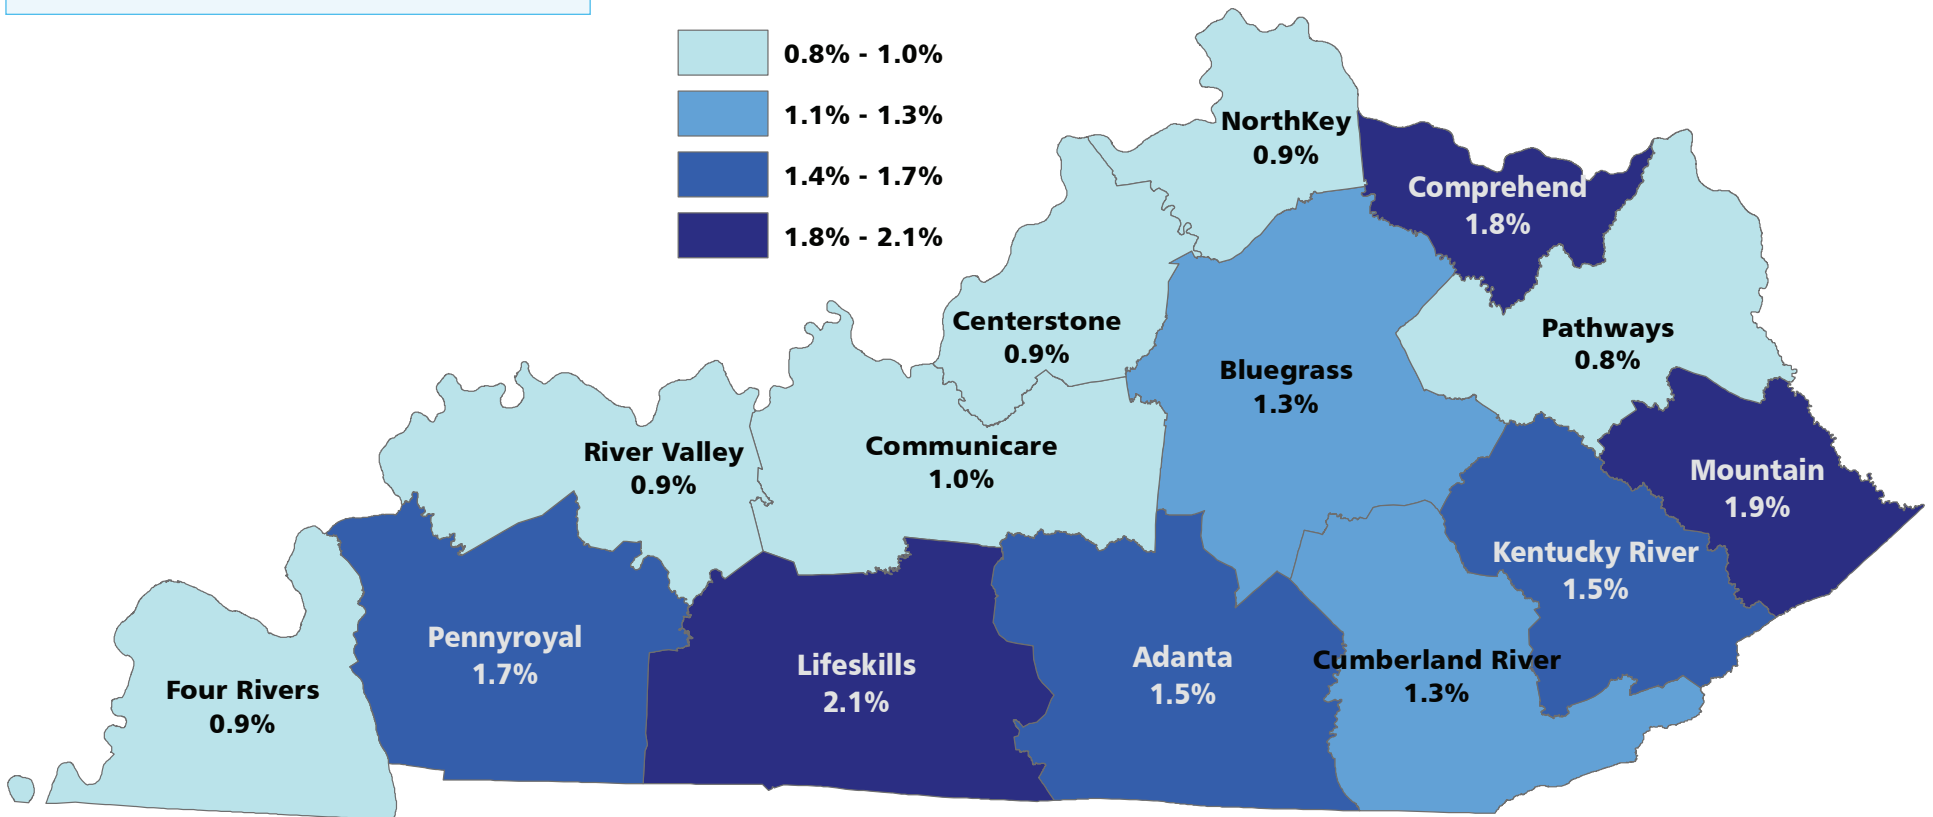 0.8% - 1.0%
1.1% - 1.3%
1.4% - 1.7%
1.8% - 2.1%
NorthKey
0.9%
Comprehend
1.8%
Centerstone
0.9%
Pathways
0.8%
Bluegrass
1.3%
River Valley
0.9%
Communicare
1.0%
Mountain
1.9%
Kentucky River
1.5%
Pennyroyal
1.7%
Lifeskills
2.1%
Adanta
1.5%
Cumberland River
1.3%
Four Rivers
0.9%